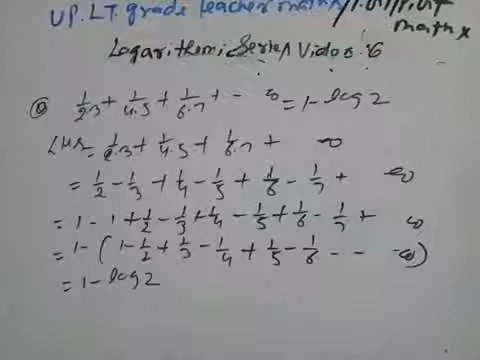 UP.LT.grade teacher math/
math x
Logarithmic Series/ Vidos:6
① 1/2.3 + 1/4.5 + 1/6.7 + - ∞ = 1 - log 2
LHS = 1/2.3 + 1/4.5 + 1/6.7 + ∞
= 1/2 - 1/3 + 1/4 - 1/5 + 1/6 - 1/7 + ∞
= 1 - 1 + 1/2 - 1/3 + 1/4 - 1/5 + 1/6 - 1/7 + ∞
= 1 - (1 - 1/2 + 1/3 - 1/4 + 1/5 - 1/6 - - - ∞)
= 1 - log 2